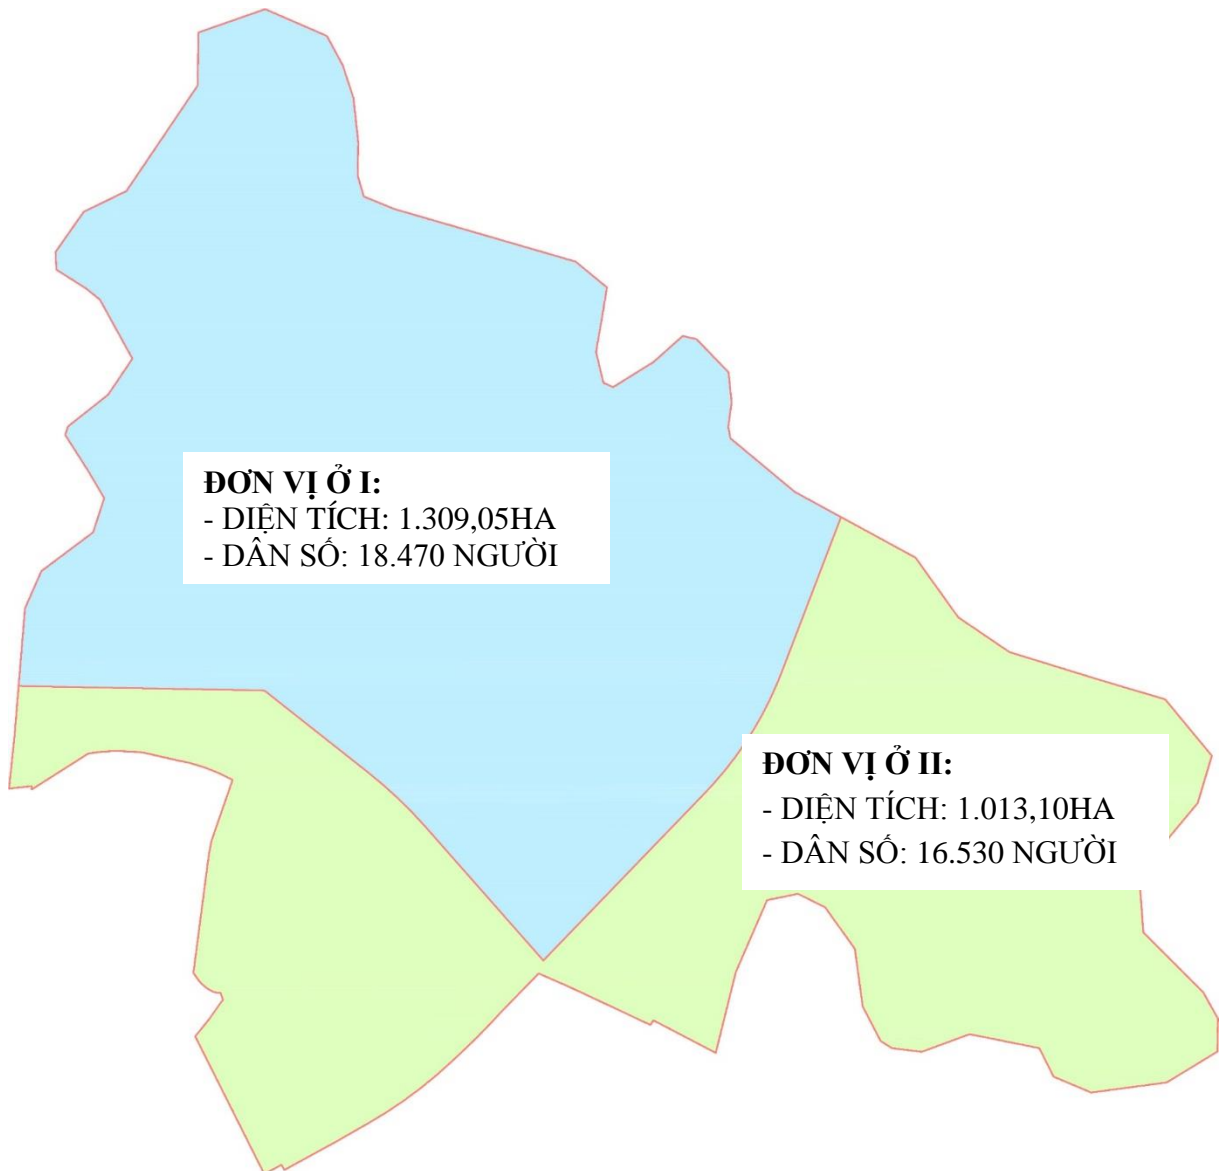 ĐƠN VỊ Ở I:
- DIỆN TÍCH: 1.309,05HA
- DÂN SỐ: 18.470 NGƯỜI
ĐƠN VỊ Ở II:
- DIỆN TÍCH: 1.013,10HA
- DÂN SỐ: 16.530 NGƯỜI